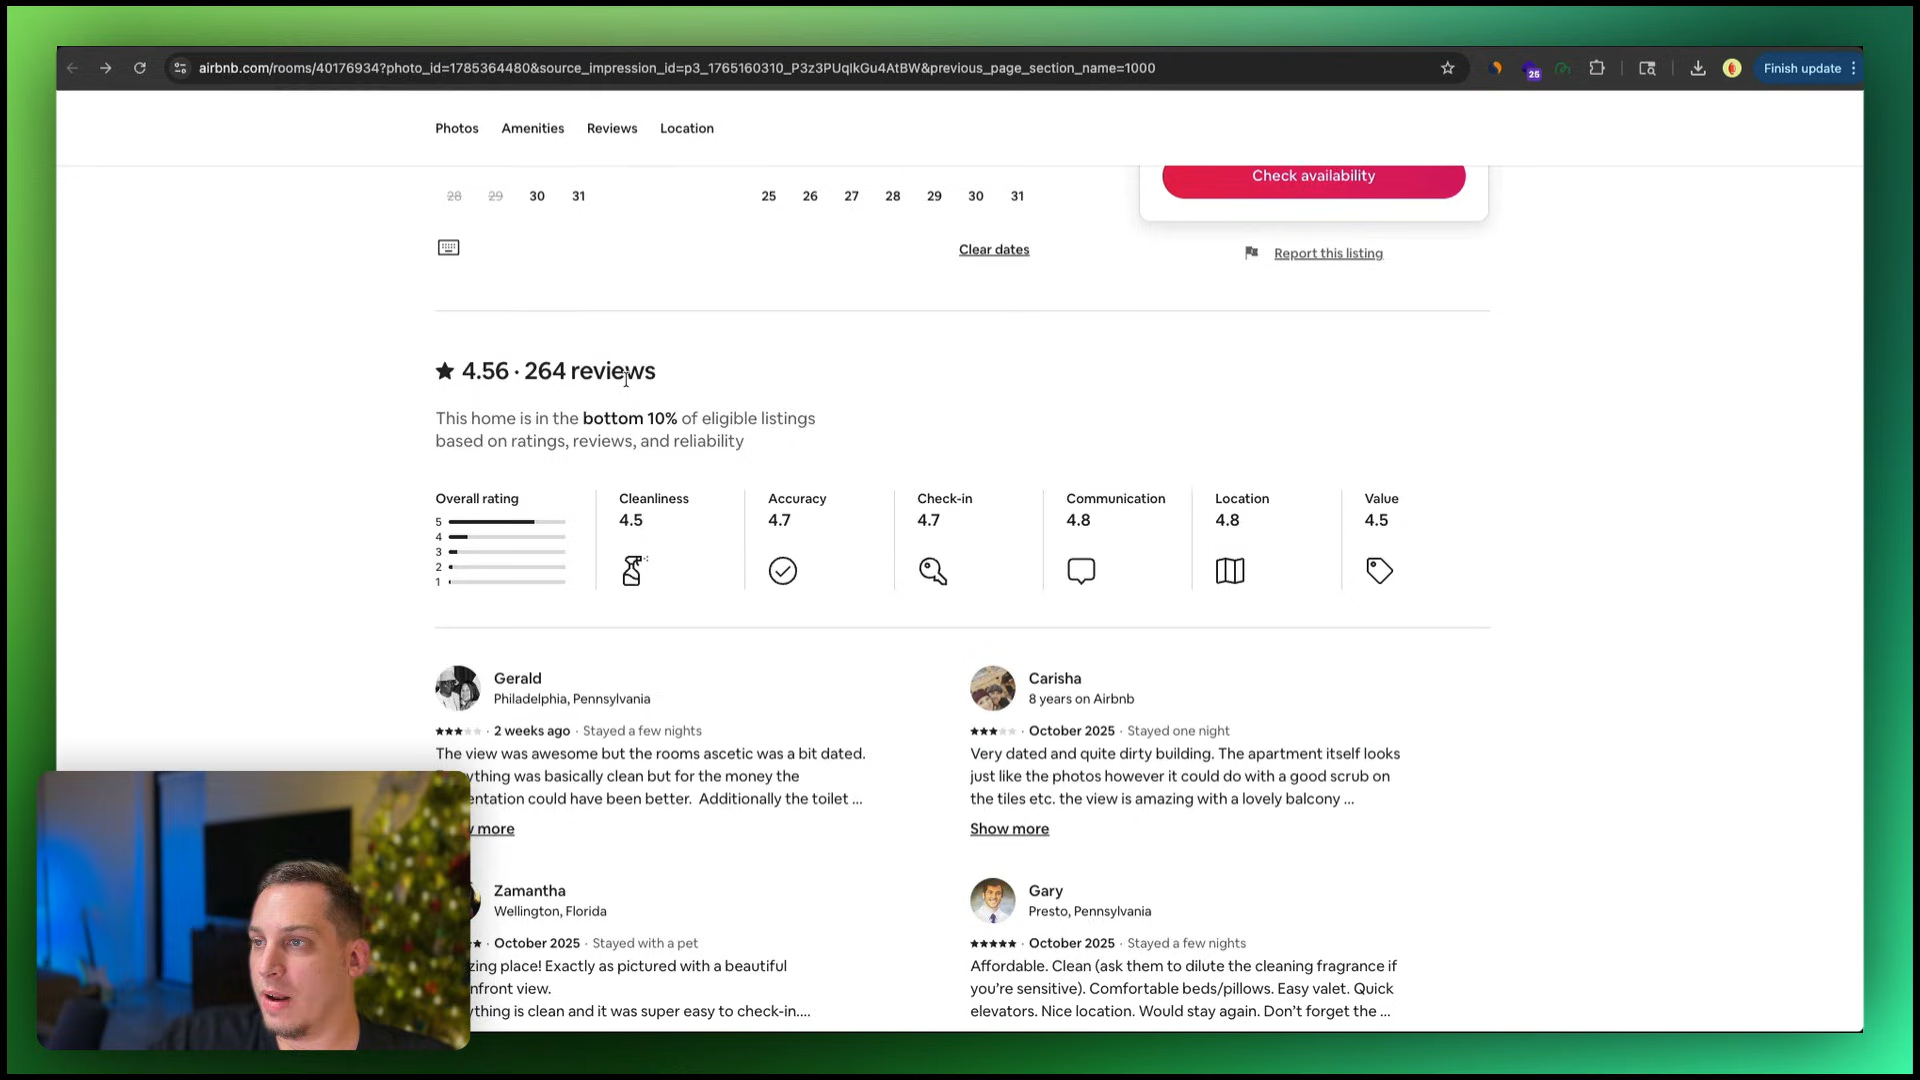 airbnb.com/rooms/40176934?photo_id=1785364480&source_impression_id=p3_1765160310_P3z3PUqIkGu4AtBW&previous_page_section_name=1000
25
Finish update
Photos Amenities Reviews Location
28 29 30 31 25 26 27 28 29 30 31
Check availability
Clear dates
Report this listing
4.56 · 264 reviews
This home is in the bottom 10% of eligible listings
based on ratings, reviews, and reliability
Overall rating
5
4
3
2
1
Cleanliness
4.5
Accuracy
4.7
Check-in
4.7
Communication
4.8
Location
4.8
Value
4.5
Gerald
Philadelphia, Pennsylvania
· 2 weeks ago · Stayed a few nights
The view was awesome but the rooms ascetic was a bit dated.
ything was basically clean but for the money the
entation could have been better. Additionally the toilet ...
more
Carisha
8 years on Airbnb
· October 2025 · Stayed one night
Very dated and quite dirty building. The apartment itself looks
just like the photos however it could do with a good scrub on
the tiles etc. the view is amazing with a lovely balcony ...
Show more
Zamantha
Wellington, Florida
· October 2025 · Stayed with a pet
zing place! Exactly as pictured with a beautiful
nfront view.
ything is clean and it was super easy to check-in....
Gary
Presto, Pennsylvania
· October 2025 · Stayed a few nights
Affordable. Clean (ask them to dilute the cleaning fragrance if
you're sensitive). Comfortable beds/pillows. Easy valet. Quick
elevators. Nice location. Would stay again. Don't forget the ...